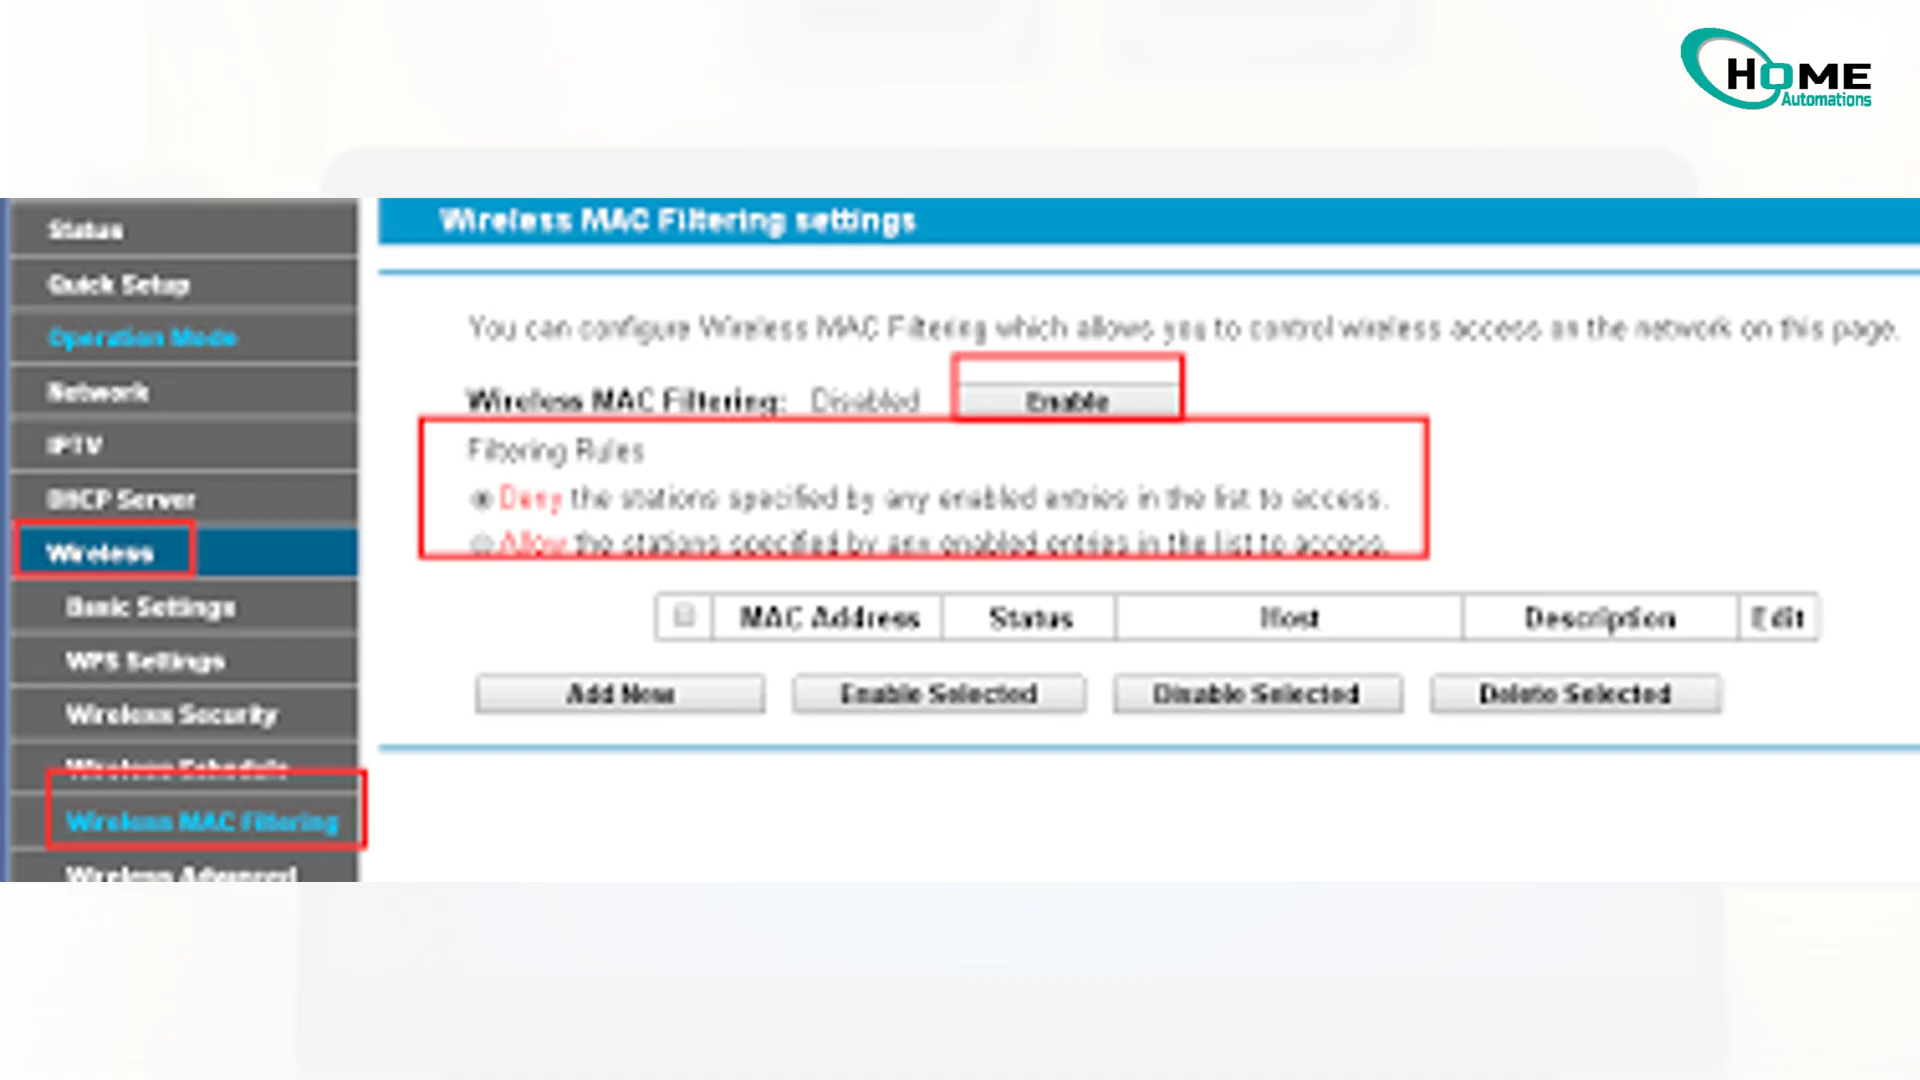 HOME
Automations
Status
Quick Setup
Operation Mode
Network
IPTV
DHCP Server
Wireless
Basic Settings
WPS Settings
Wireless Security
Wireless Schedule
Wireless MAC Filtering
Wireless Advanced
Wireless MAC Filtering settings
You can configure Wireless MAC Filtering which allows you to control wireless access on the network on this page.
Wireless MAC Filtering: Disabled Enable
Filtering Rules
Deny the stations specified by any enabled entries in the list to access.
Allow the stations specified by any enabled entries in the list to access.
MAC Address Status Host Description Edit
Add New Enable Selected Disable Selected Delete Selected